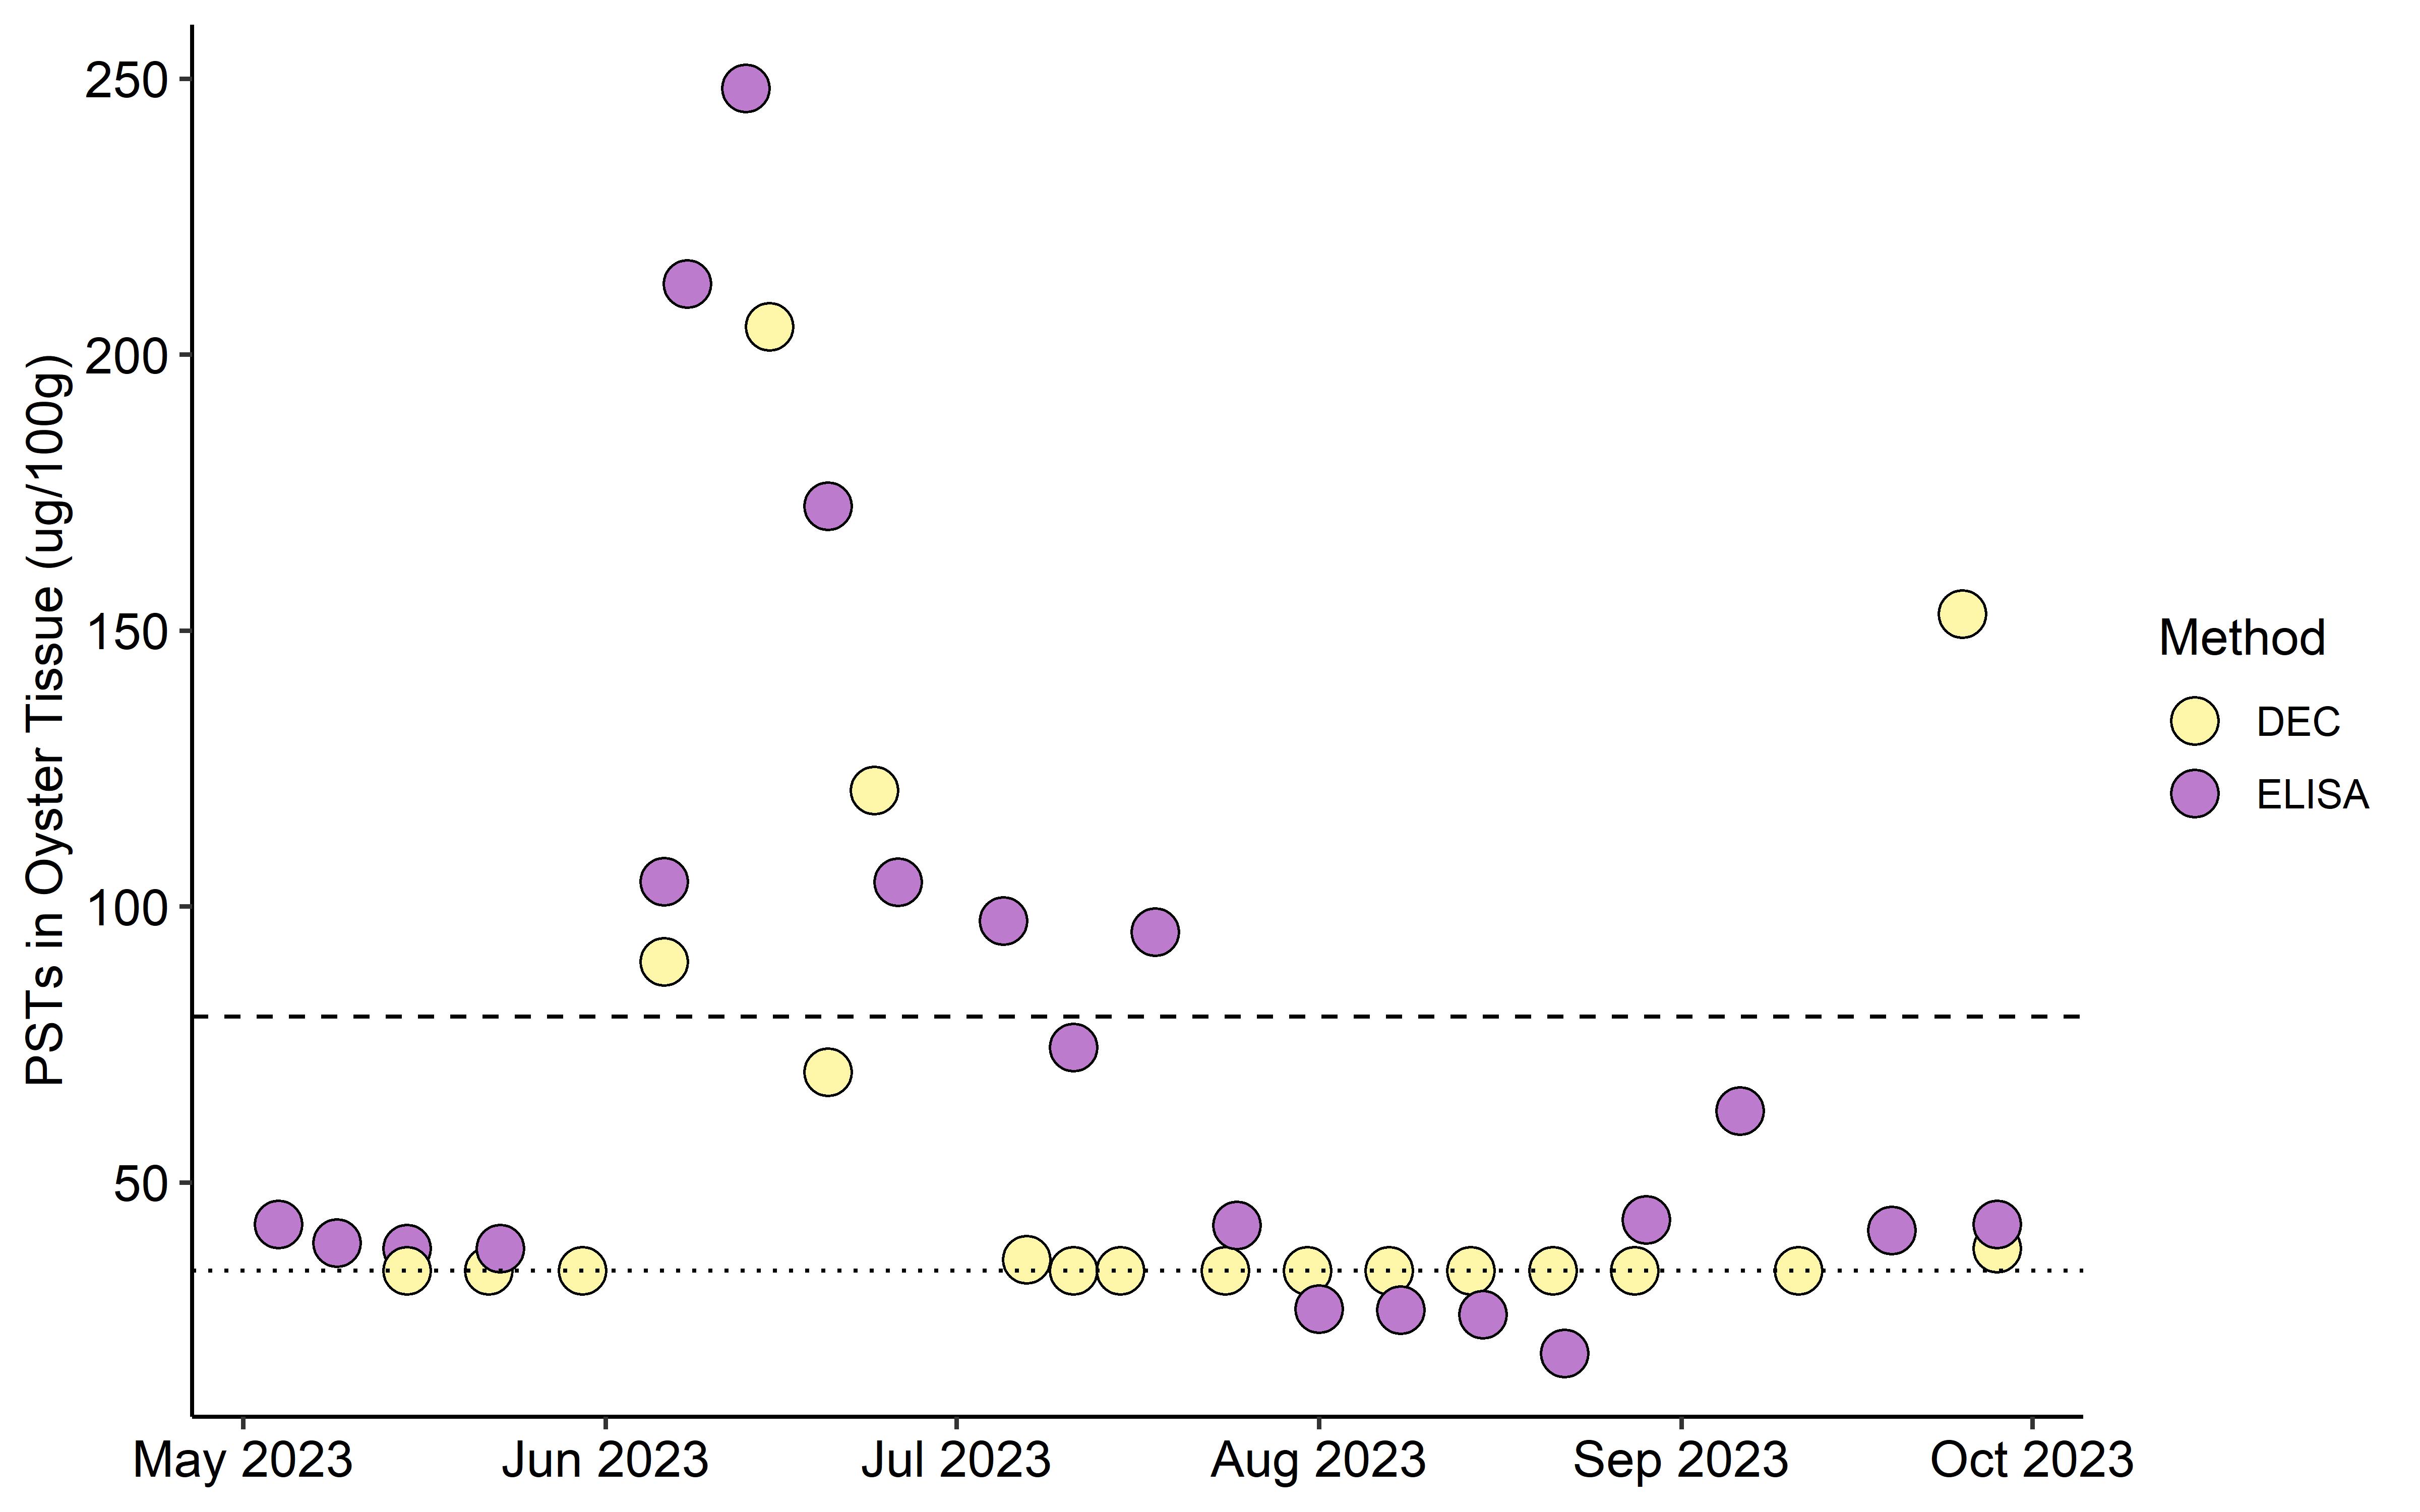 PSTs in Oyster Tissue (ug/100g)
250
200
150
100
50
May 2023
Jun 2023
Jul 2023
Aug 2023
Sep 2023
Oct 2023
Method
DEC
ELISA